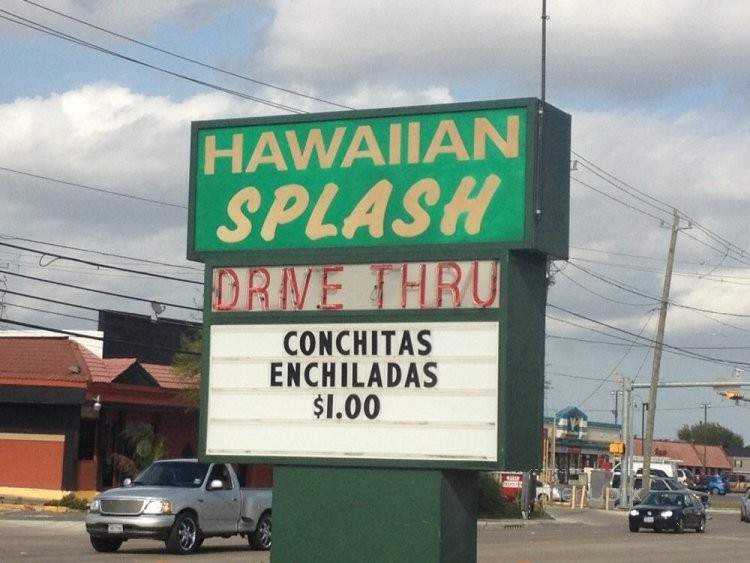 HAWAIIAN
SPLASH
DRIVE THRU
CONCHITAS
ENCHILADAS
$1.00